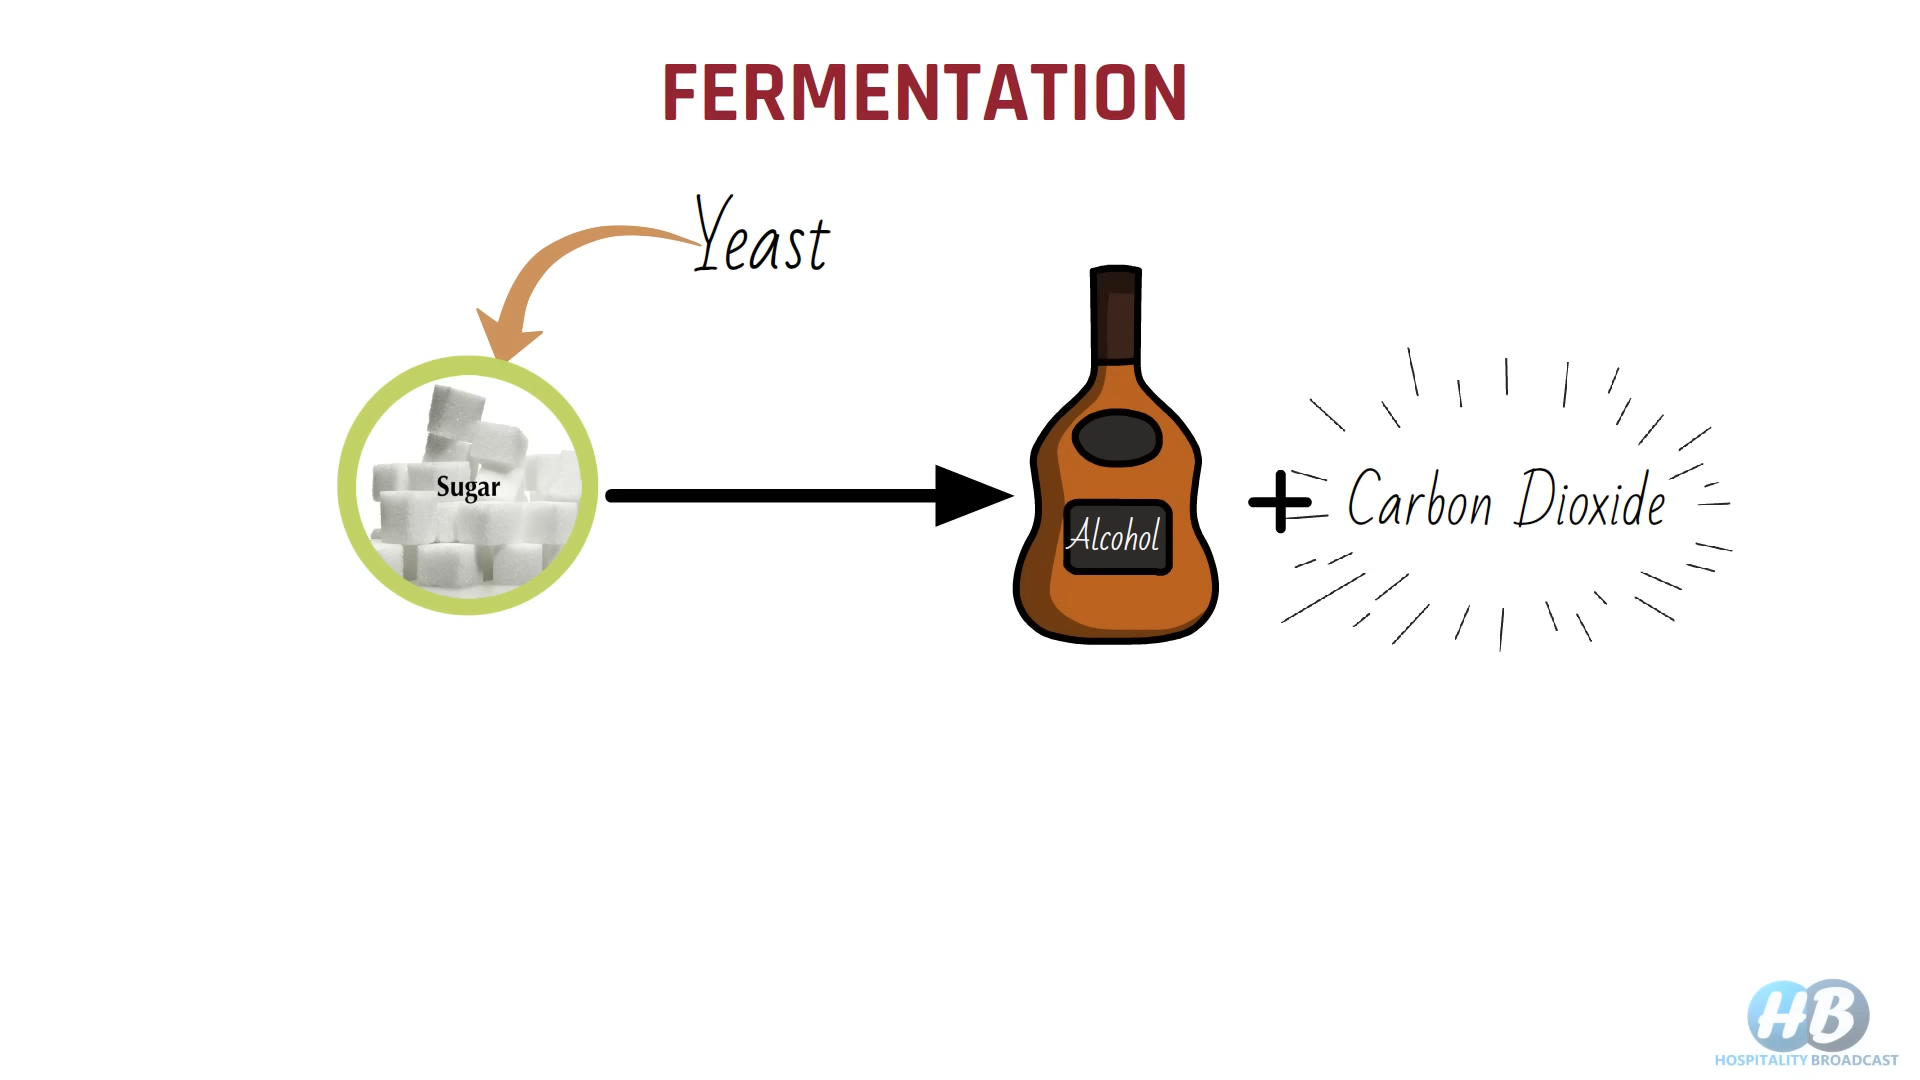 FERMENTATION
Yeast
Sugar
Alcohol
Carbon Dioxide
HB
HOSPITALITY BROADCAST